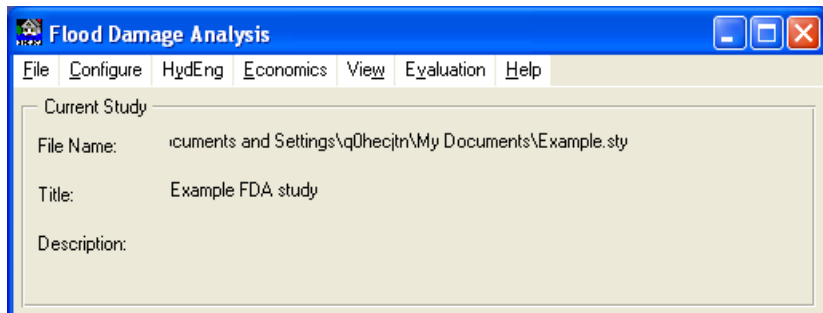 Flood Damage Analysis
File Configure HydEng Economics View Evaluation Help
Current Study
File Name: cuments and Settings\q0hecjtn\My Documents\Example.sty
Title: Example FDA study
Description: